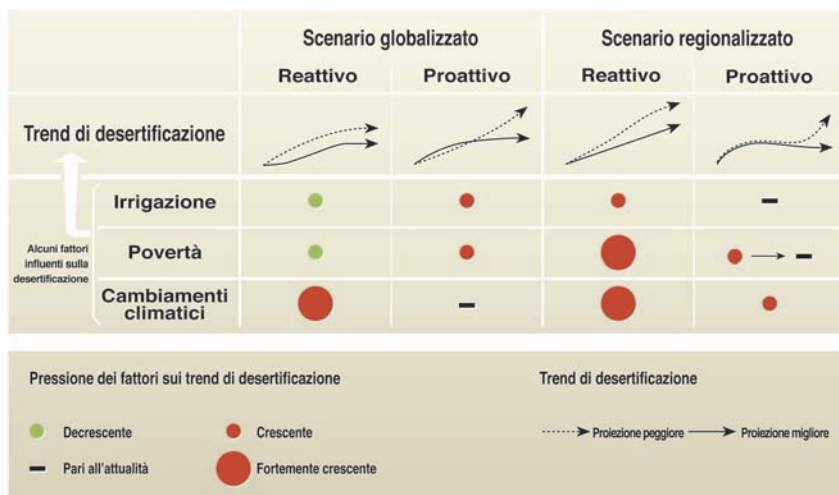 Scenario globalizzato
Scenario regionalizzato
Reattivo
Proattivo
Reattivo
Proattivo
Trend di desertificazione
Alcuni fattori
influenti sulla
desertificazione
Irrigazione
Povertà
Cambiamenti
climatici
Pressione dei fattori sui trend di desertificazione
Decrescente
Crescente
Pari all'attualità
Fortemente crescente
Trend di desertificazione
Proiezione peggiore
Proiezione migliore